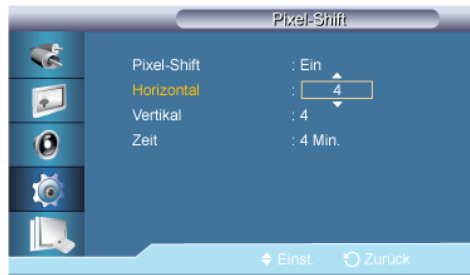 Pixel-Shift
Pixel-Shift : Ein
Horizontal : 4
Vertikal : 4
Zeit : 4 Min.
Einst. Zurück